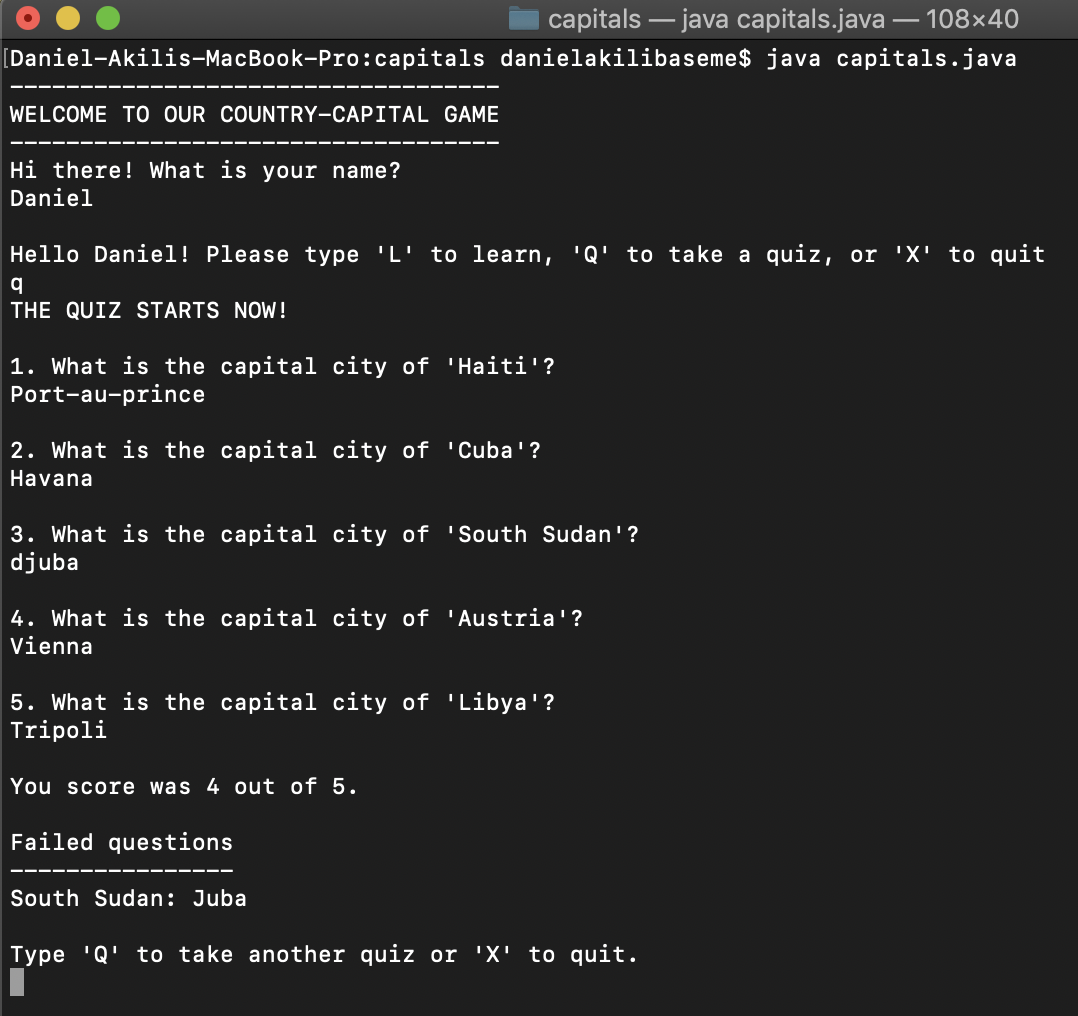 capitals — java capitals.java — 108×40
[Daniel-Akilis-MacBook-Pro:capitals danielakilibaseme$ java capitals.java
-----------------------------------
WELCOME TO OUR COUNTRY-CAPITAL GAME
-----------------------------------
Hi there! What is your name?
Daniel
Hello Daniel! Please type 'L' to learn, 'Q' to take a quiz, or 'X' to quit
q
THE QUIZ STARTS NOW!
1. What is the capital city of 'Haiti'?
Port-au-prince
2. What is the capital city of 'Cuba'?
Havana
3. What is the capital city of 'South Sudan'?
djuba
4. What is the capital city of 'Austria'?
Vienna
5. What is the capital city of 'Libya'?
Tripoli
You score was 4 out of 5.
Failed questions
----------------
South Sudan: Juba
Type 'Q' to take another quiz or 'X' to quit.